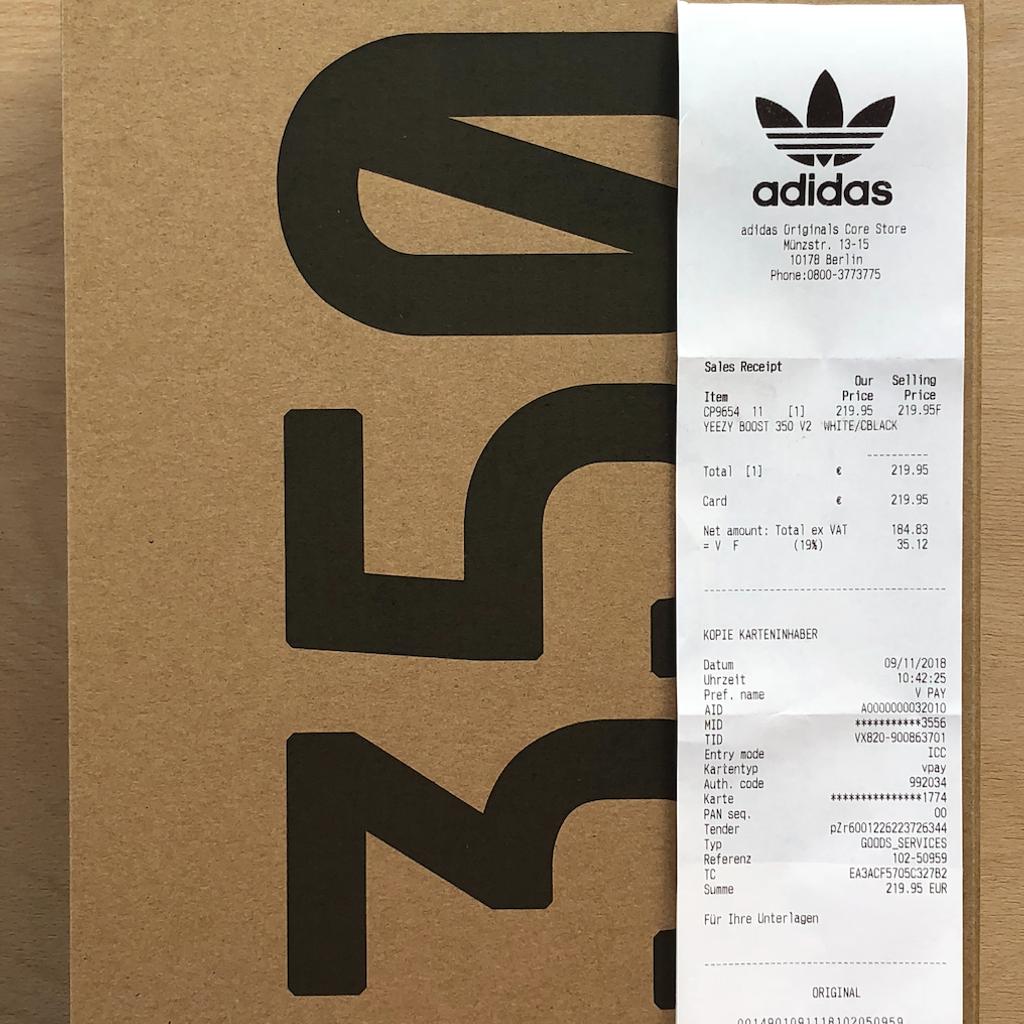 350
adidas
adidas Originals Core Store
Münzstr. 13-15
10178 Berlin
Phone:0800-3773775
Sales Receipt
Our Selling
Item Price Price
CP9654 11 [1] 219.95 219.95F
YEEZY BOOST 350 V2 WHITE/CBLACK
Total [1] € 219.95
Card € 219.95
Net amount: Total ex VAT 184.83
= V F (19%) 35.12
KOPIE KARTENINHABER
Datum 09/11/2018
Uhrzeit 10:42:25
Pref. name V PAY
AID A0000000032010
MID ***********3556
TID VX820-900863701
Entry mode ICC
Kartentyp vpay
Auth. code 992034
Karte ***************1774
PAN seq. 00
Tender pZr6001226223726344
Typ GOODS_SERVICES
Referenz 102-50959
TC EA3ACF5705C327B2
Summe 219.95 EUR
Für Ihre Unterlagen
ORIGINAL